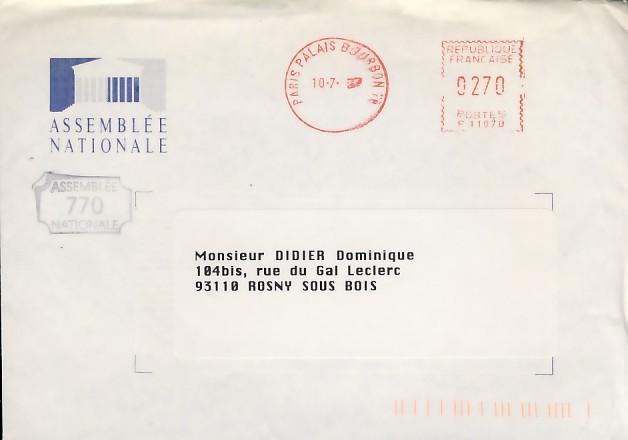 ASSEMBLÉE
NATIONALE
PARIS PALAIS BOURBON
10-7-
REPUBLIQUE
FRANCAISE
0270
POSTES
ASSEMBLÉE
770
NATIONALE
Monsieur DIDIER Dominique
104bis, rue du Gal Leclerc
93110 ROSNY SOUS BOIS